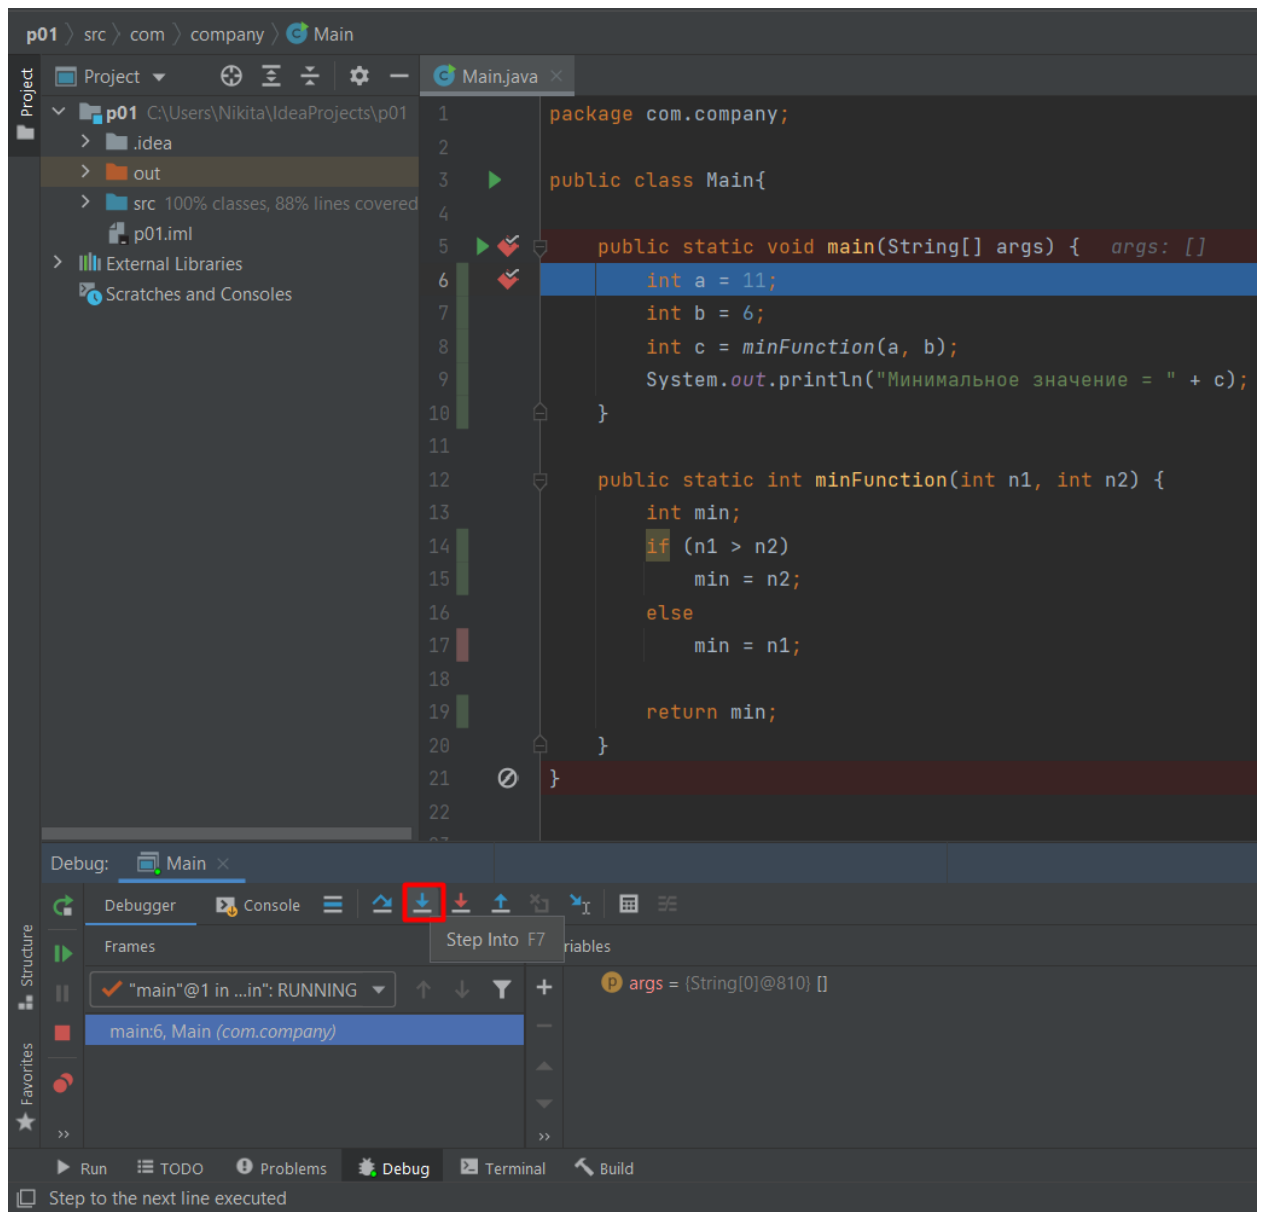 p01 〉 src 〉 com 〉 company 〉 Main
Project
Project
p01 C:\Users\Nikita\IdeaProjects\p01
.idea
out
src 100% classes, 88% lines covered
p01.iml
External Libraries
Scratches and Consoles
Main.java
1 package com.company;
2
3 public class Main{
4
5 public static void main(String[] args) { args: []
6 int a = 11;
7 int b = 6;
8 int c = minFunction(a, b);
9 System.out.println("Минимальное значение = " + c);
10 }
11
12 public static int minFunction(int n1, int n2) {
13 int min;
14 if (n1 > n2)
15 min = n2;
16 else
17 min = n1;
18
19 return min;
20 }
21 }
22
Debug: Main
Debugger Console
Step Into F7
Frames
riables
"main"@1 in ...in": RUNNING
args = {String[0]@810} []
main:6, Main (com.company)
Structure
Favorites
Run TODO Problems Debug Terminal Build
Step to the next line executed